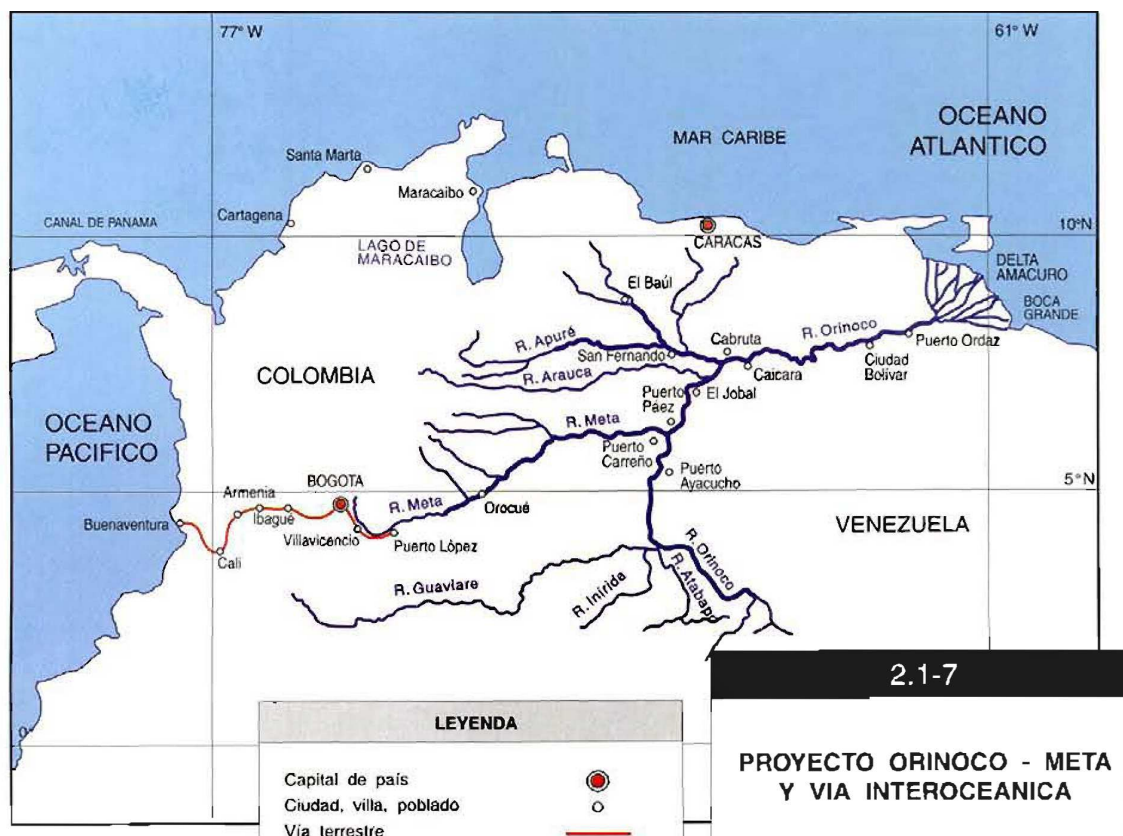 77° W
61° W
OCEANO
ATLANTICO
MAR CARIBE
Santa Marta
Maracaibo
Cartagena
CANAL DE PANAMA
LAGO DE
MARACAIBO
CARACAS
10°N
DELTA
AMACURO
BOCA
GRANDE
El Baúl
R. Apuré
San Fernando
Cabruta
R. Orinoco
Puerto Ordaz
Ciudad
Bolívar
Caicara
R. Arauca
COLOMBIA
Puerto
Páez
El Jobal
OCEANO
PACIFICO
R. Meta
Puerto
Carreño
Puerto
Ayacucho
5°N
BOGOTA
Armenia
Ibagué
R. Meta
Orocué
Buenaventura
Villavicencio
Puerto López
Cali
VENEZUELA
R. Guaviare
R. Inírida
R. Atabapo
R. Orinoco
0°
2.1-7
PROYECTO ORINOCO - META
Y VIA INTEROCEANICA
LEYENDA
Capital de país
Ciudad, villa, poblado
Vía terrestre